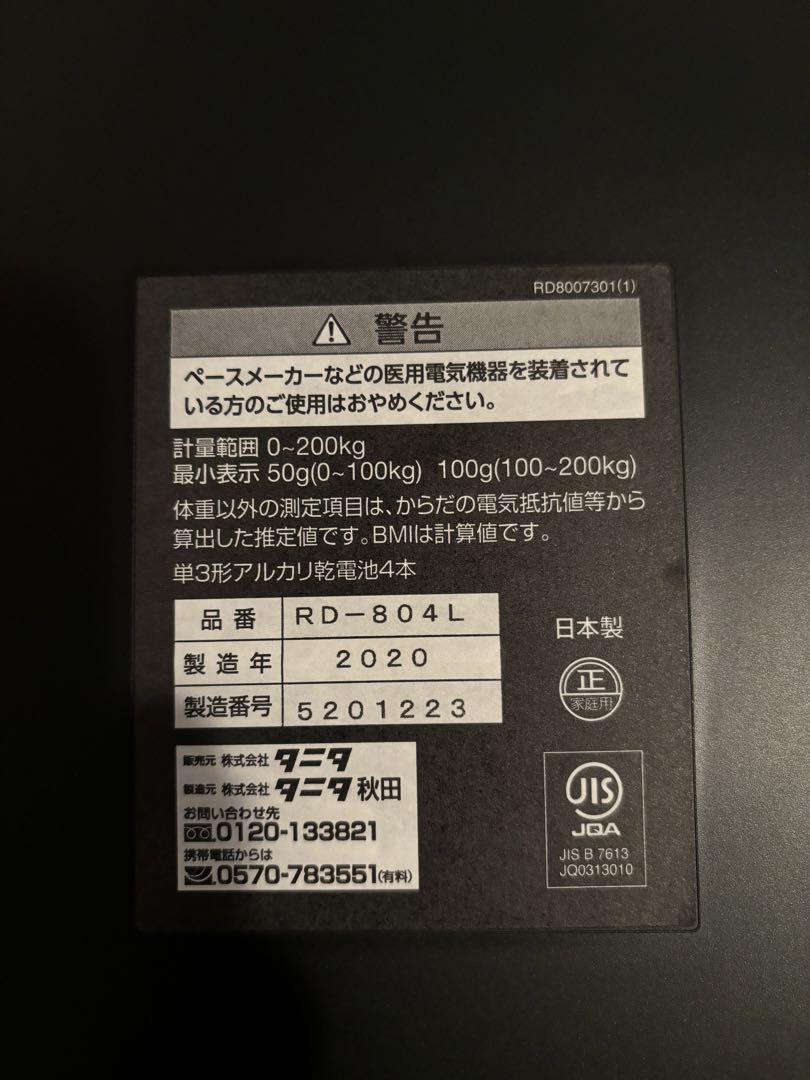 RD8007301(1)
警告
ペースメーカーなどの医用電気機器を装着されて
いる方のご使用はおやめください。
計量範囲 0~200kg
最小表示 50g(0~100kg) 100g(100~200kg)
体重以外の測定項目は、からだの電気抵抗値等から
算出した推定値です。BMIは計算値です。
単3形アルカリ乾電池4本
品番 RD-804L
製造年 2020
製造番号 5201223
日本製
正
家庭用
販売元 株式会社 タニタ
製造元 株式会社 タニタ 秋田
お問い合わせ先
0120-133821
携帯電話からは
0570-783551(有料)
JIS
JQA
JIS B 7613
JQ0313010